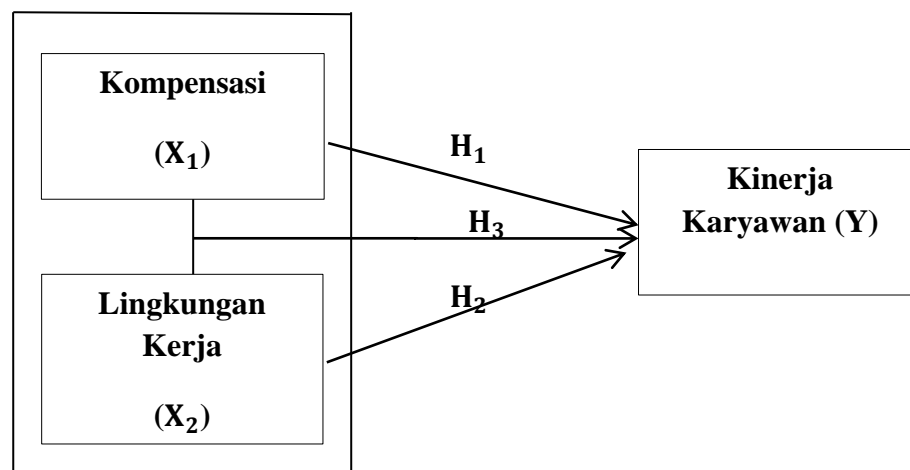 Kompensasi
(X₁)
H₁
Kinerja
Karyawan (Y)
H₃
Lingkungan
Kerja
(X₂)
H₂